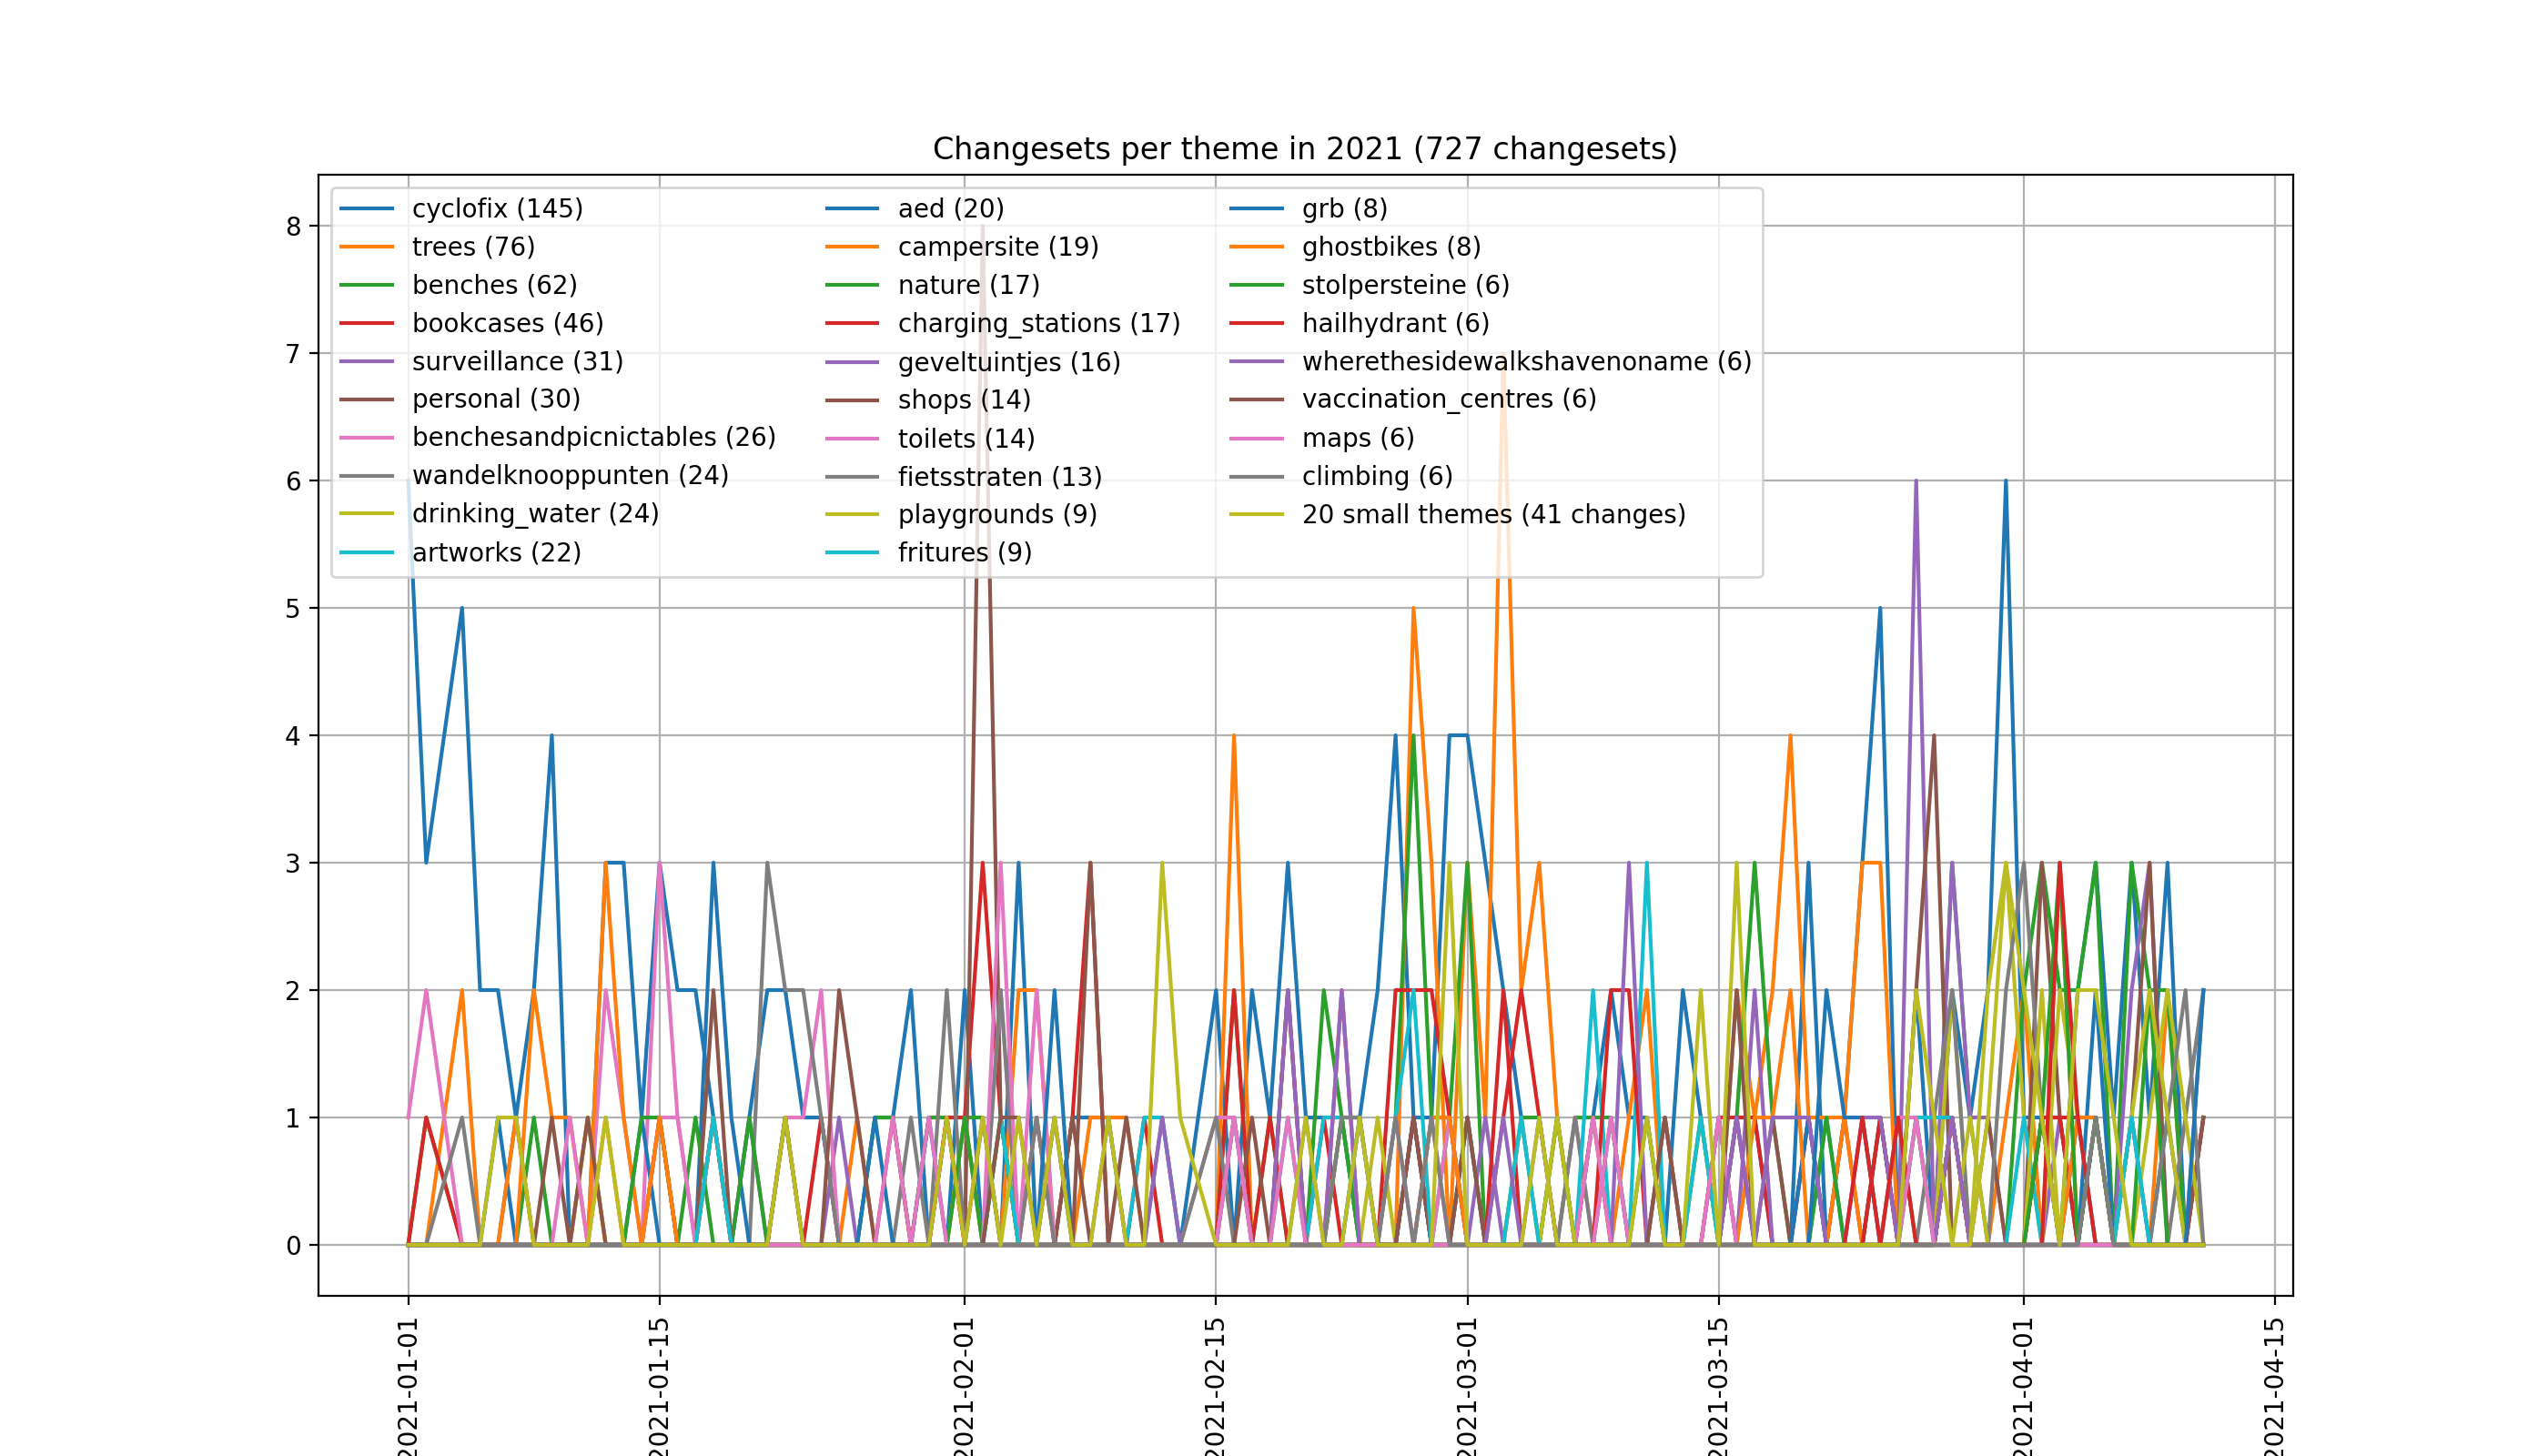 Changesets per theme in 2021 (727 changesets)
cyclofix (145)
trees (76)
benches (62)
bookcases (46)
surveillance (31)
personal (30)
benchesandpicnictables (26)
wandelknooppunten (24)
drinking_water (24)
artworks (22)
aed (20)
campersite (19)
nature (17)
charging_stations (17)
geveltuintjes (16)
shops (14)
toilets (14)
fietsstraten (13)
playgrounds (9)
fritures (9)
grb (8)
ghostbikes (8)
stolpersteine (6)
hailhydrant (6)
wherethesidewalkshavenoname (6)
vaccination_centres (6)
maps (6)
climbing (6)
20 small themes (41 changes)
8
7
6
5
4
3
2
1
0
2021-01-01
2021-01-15
2021-02-01
2021-02-15
2021-03-01
2021-03-15
2021-04-01
2021-04-15